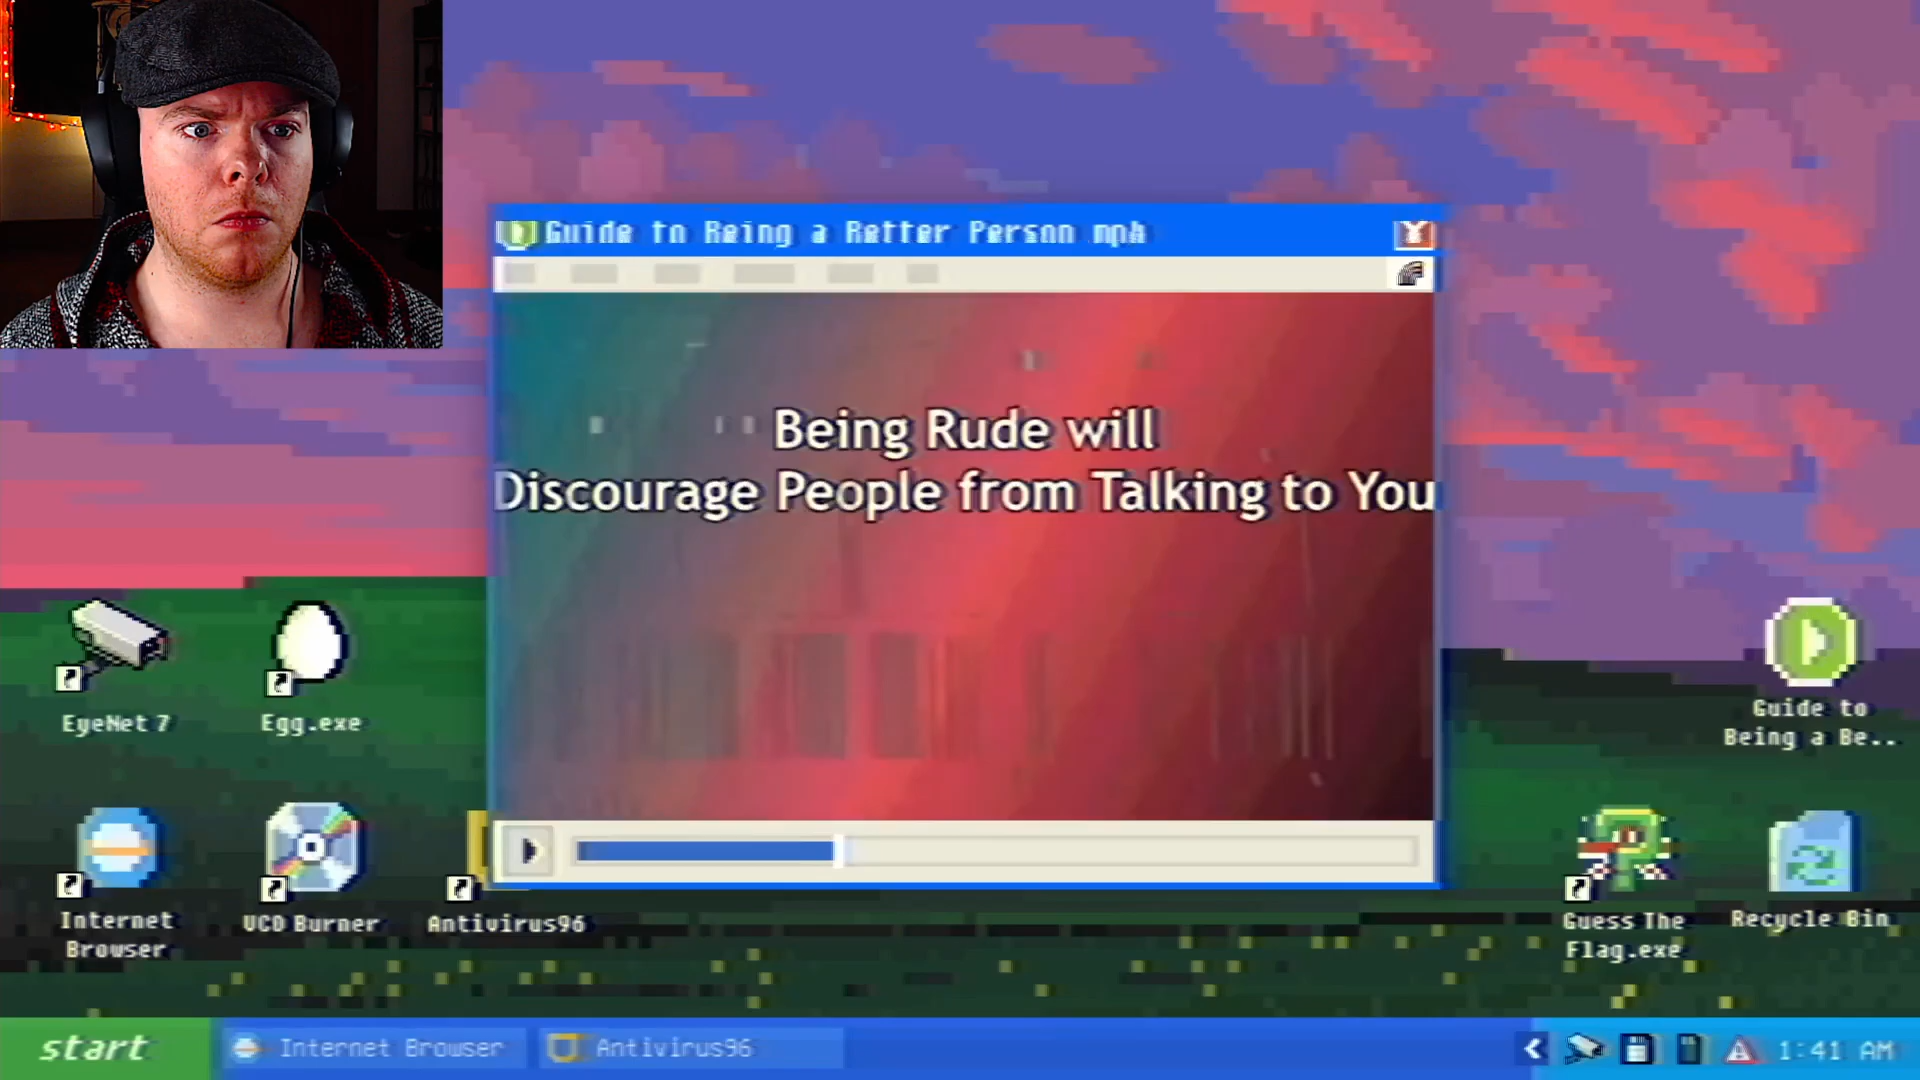 Guide to Being a Better Person.mp4
Being Rude will
Discourage People from Talking to You
EyeNet 7
Egg.exe
Guide to
Being a Be..
Internet
Browser
VCD Burner
Antivirus96
Guess The
Flag.exe
Recycle Bin
start
Internet Browser
Antivirus96
1:41 AM